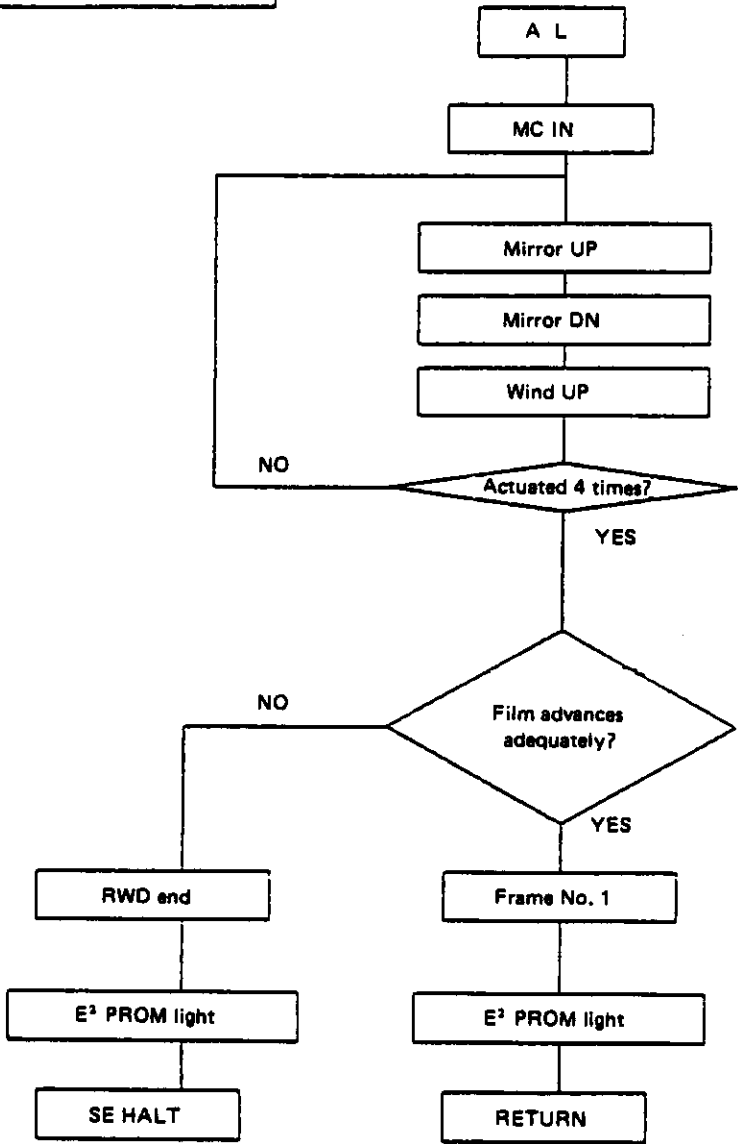 A L
MC IN
Mirror UP
Mirror DN
Wind UP
NO
Actuated 4 times?
YES
NO
Film advances
adequately?
YES
RWD end
Frame No. 1
E² PROM light
E² PROM light
SE HALT
RETURN